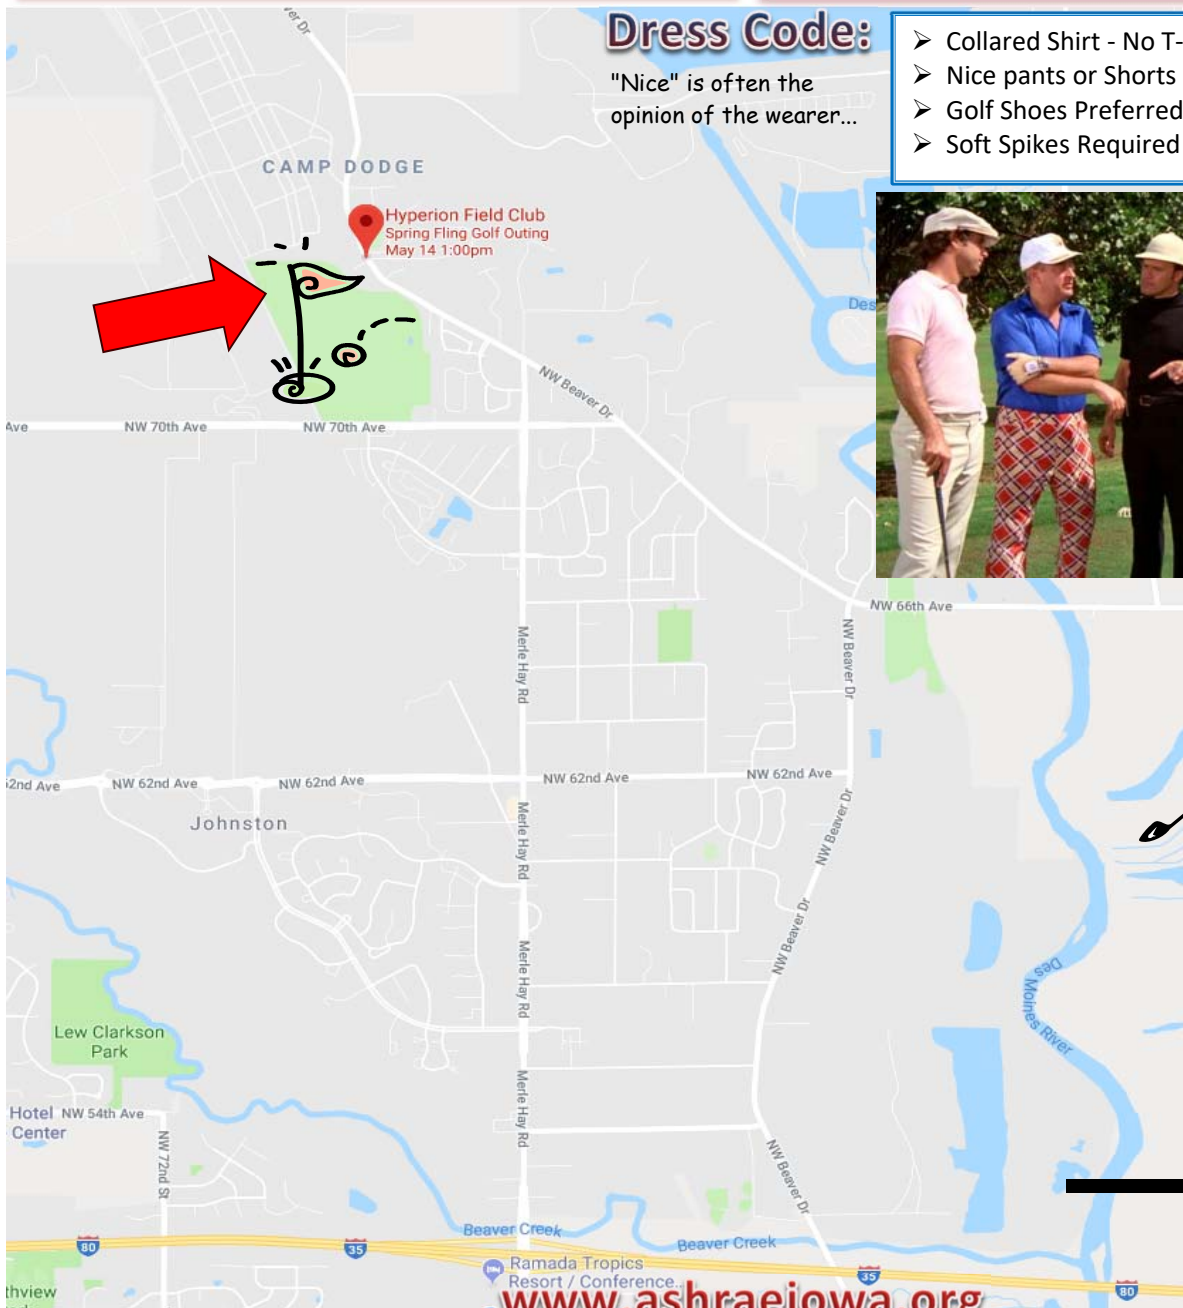 Dress Code:
"Nice" is often the
opinion of the wearer...
➢ Collared Shirt - No T-
➢ Nice pants or Shorts
➢ Golf Shoes Preferred
➢ Soft Spikes Required
ver Dr
CAMP DODGE
Hyperion Field Club
Spring Fling Golf Outing
May 14 1:00pm
Des
NW Beaver Dr
Ave
NW 70th Ave
NW 70th Ave
NW 66th Ave
Merle Hay Rd
NW Beaver Dr
2nd Ave
NW 62nd Ave
NW 62nd Ave
NW 62nd Ave
NW 62nd Ave
Johnston
Merle Hay Rd
NW Beaver Dr
Merle Hay Rd
NW Beaver Dr
Des
Moines River
Lew Clarkson
Park
Merle Hay Rd
Hotel
Center
NW 54th Ave
NW 72nd St
NW Beaver Dr
Beaver Creek
Beaver Creek
80
35
35
80
Ramada Tropics
Resort / Conference...
thview
www.ashraeiowa.org